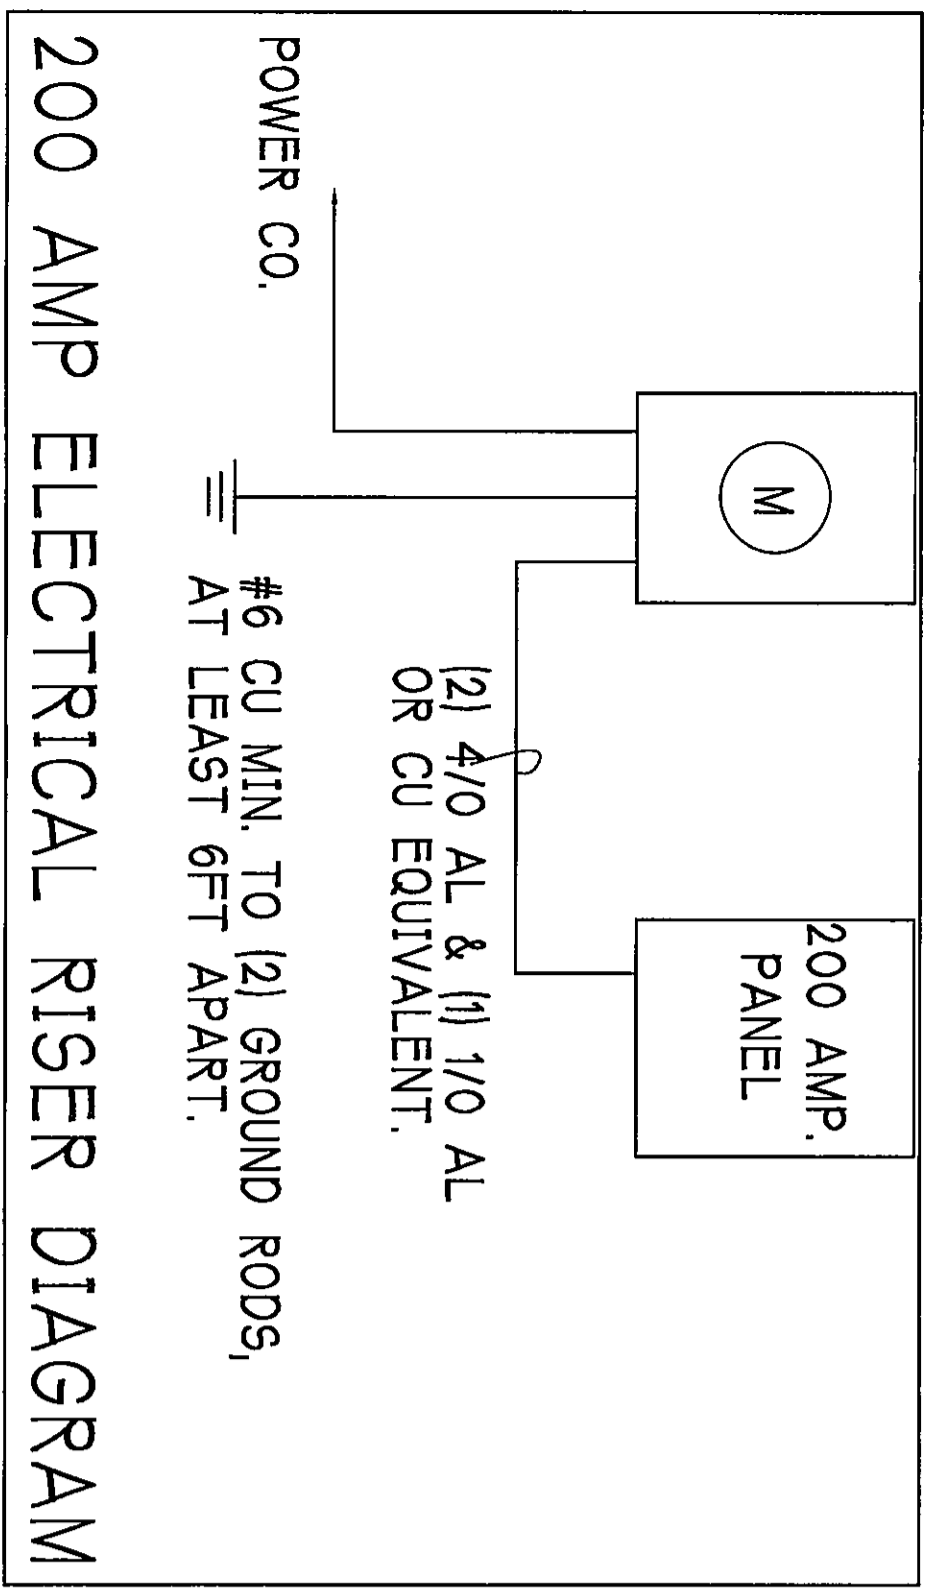 M
200 AMP.
PANEL
(2) 4/0 AL & (1) 1/0 AL
OR CU EQUIVALENT.
POWER CO.
#6 CU MIN. TO (2) GROUND RODS,
AT LEAST 6FT APART.
200 AMP ELECTRICAL RISER DIAGRAM